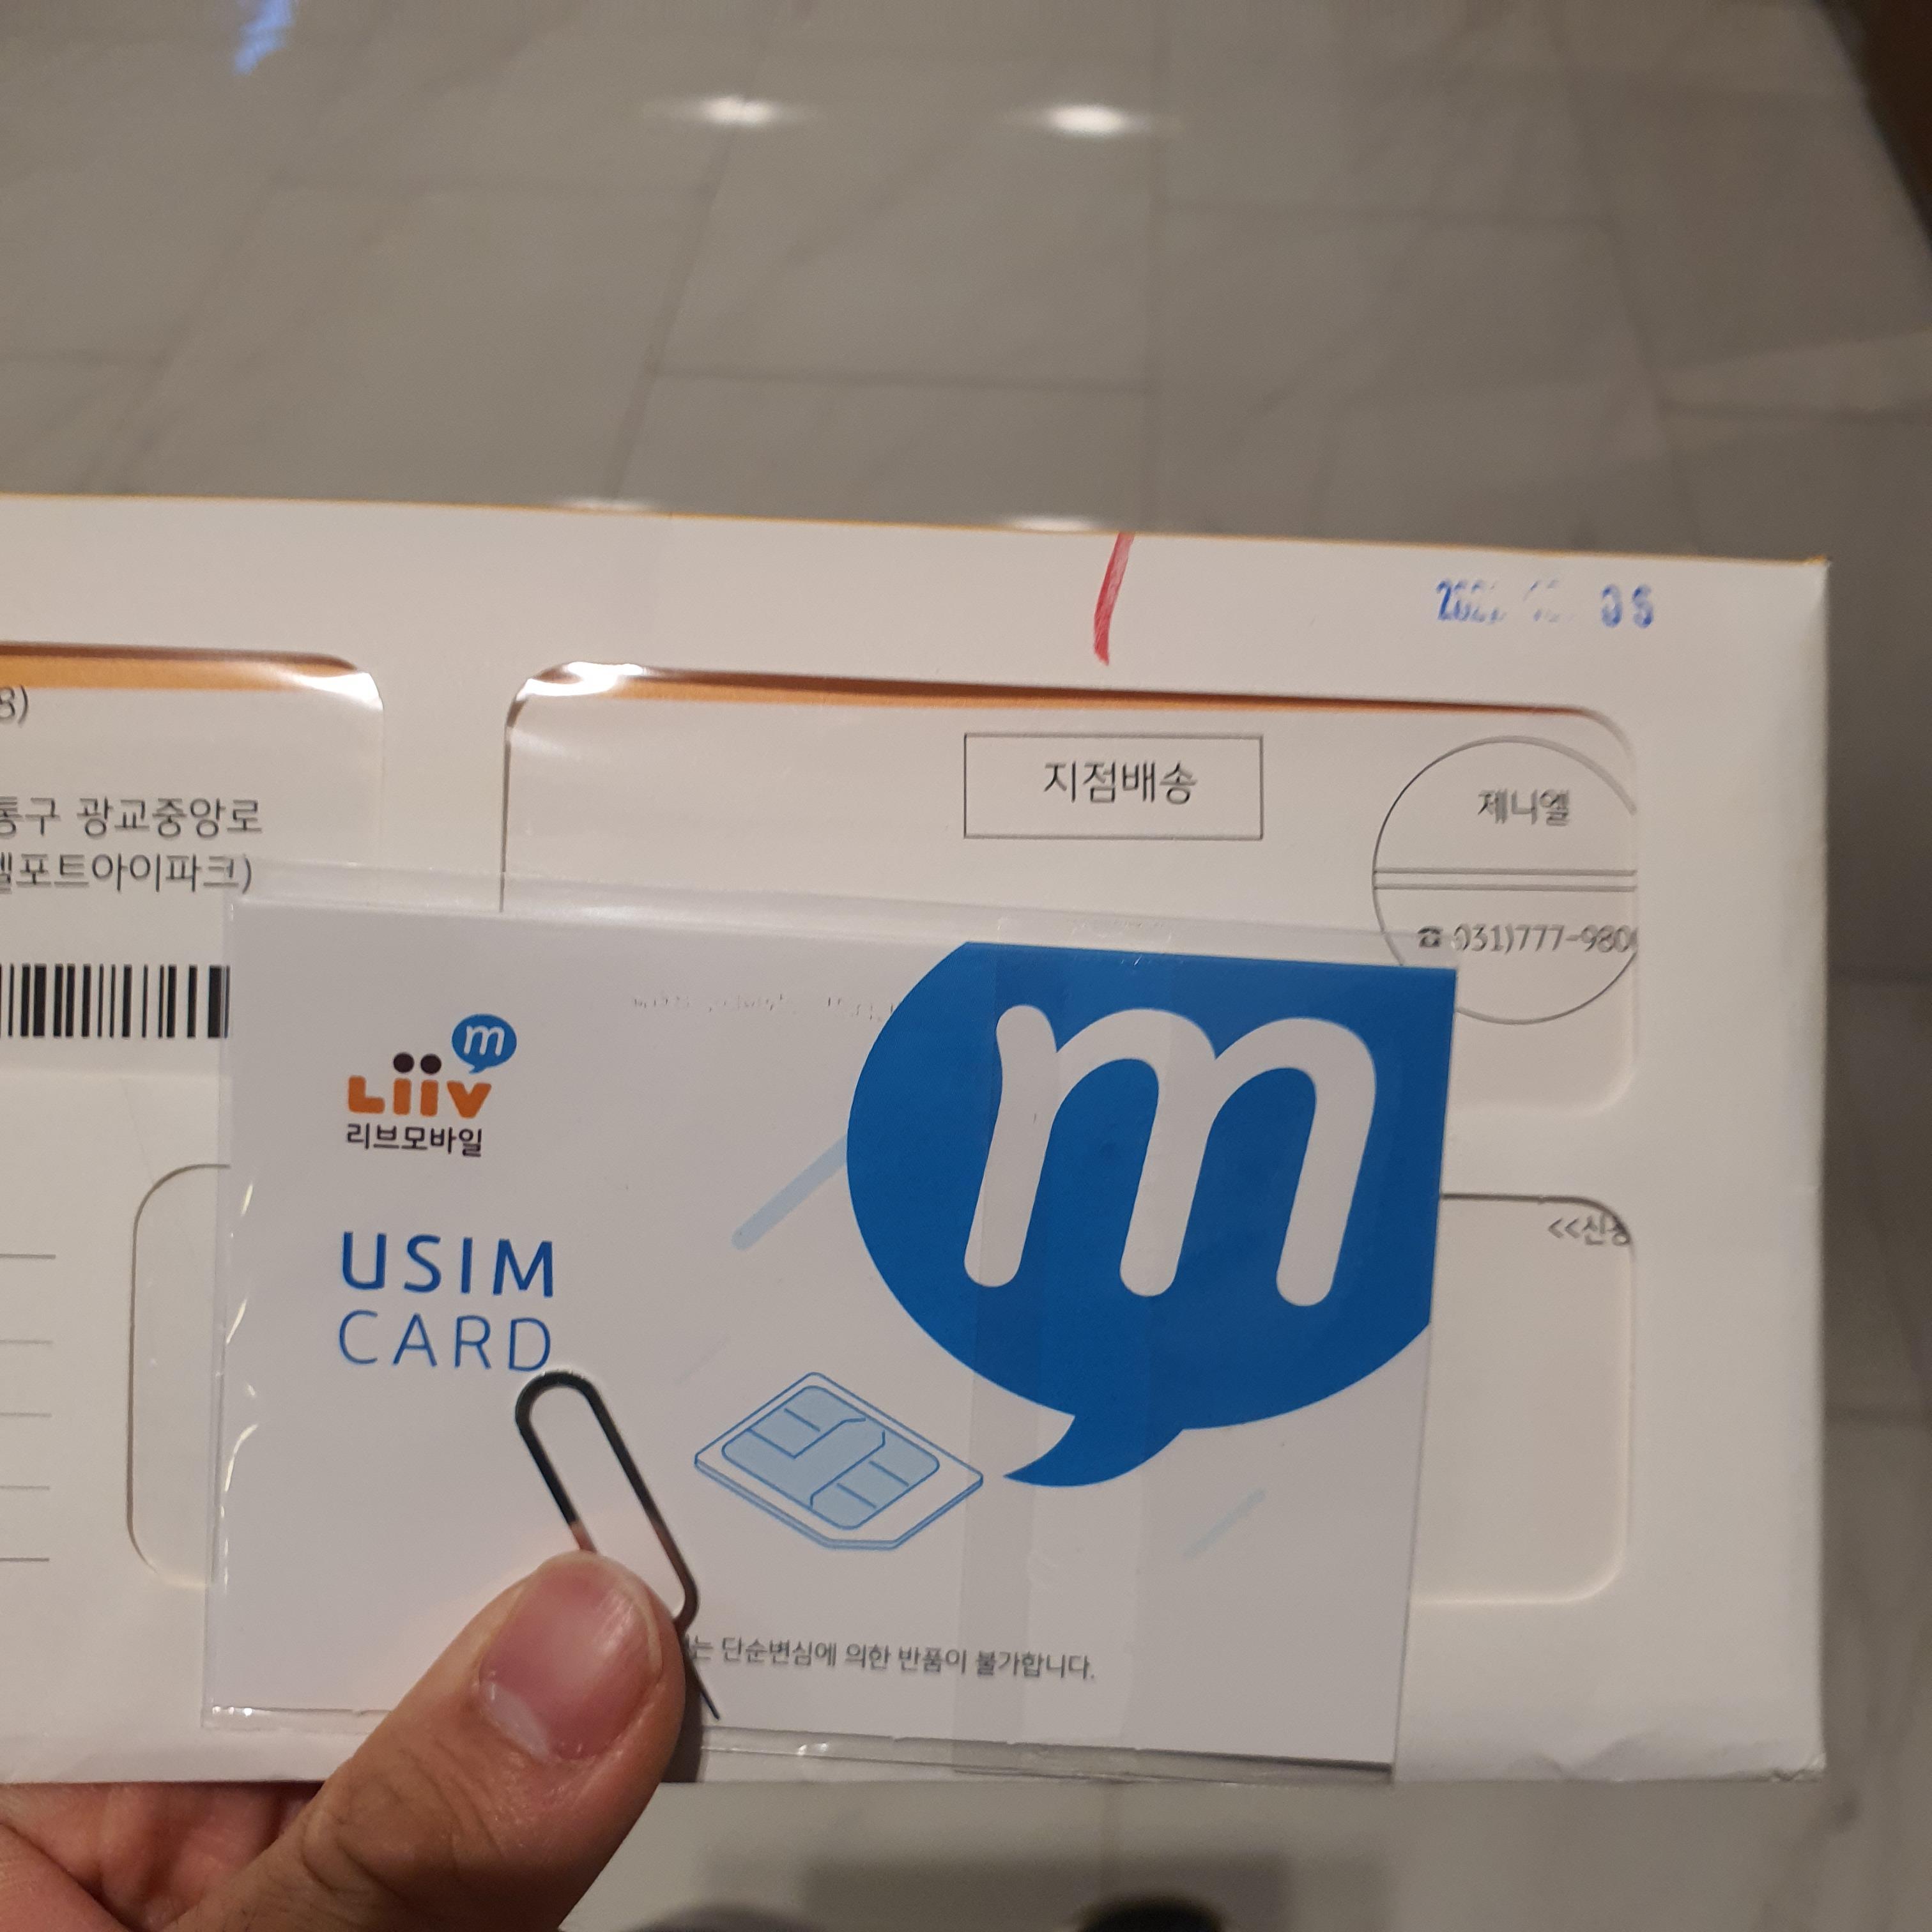 지점배송
제니엘
☎ 031)777-980
8)
통구 광교중앙로
포트아이파크)
m
Liiv
리브모바일
USIM
CARD
m
<<신청
는 단순변심에 의한 반품이 불가합니다.